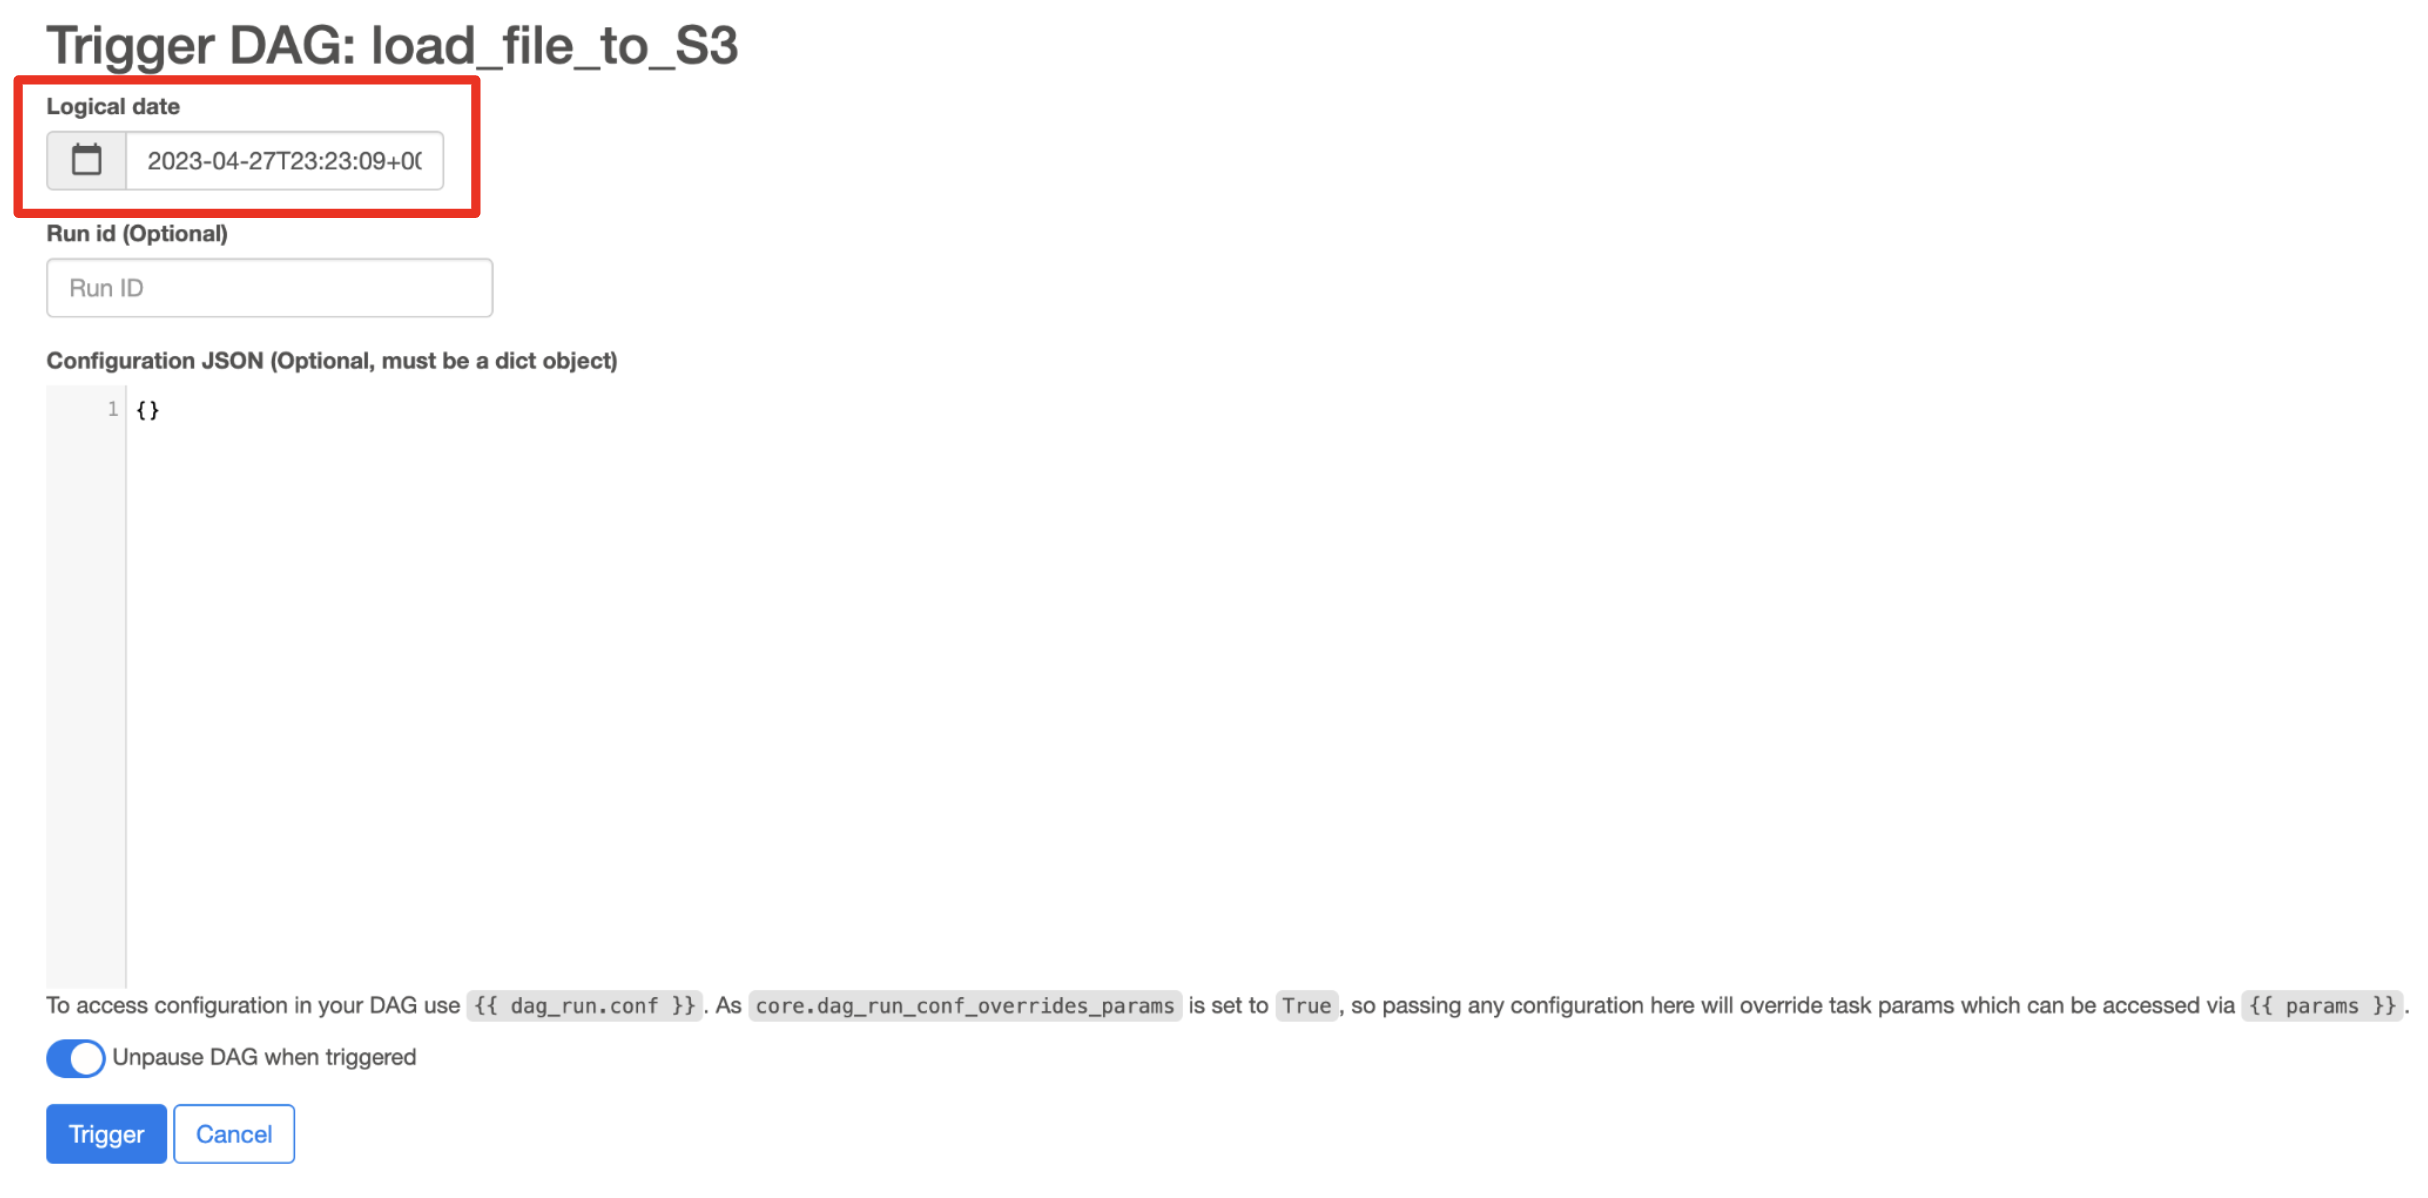 Trigger DAG: load_file_to_S3
Logical date
2023-04-27T23:23:09+0
Run id (Optional)
Run ID
Configuration JSON (Optional, must be a dict object)
1 {}
To access configuration in your DAG use {{ dag_run.conf }}. As core.dag_run_conf_overrides_params is set to True, so passing any configuration here will override task params which can be accessed via {{ params }}.
Unpause DAG when triggered
Trigger Cancel